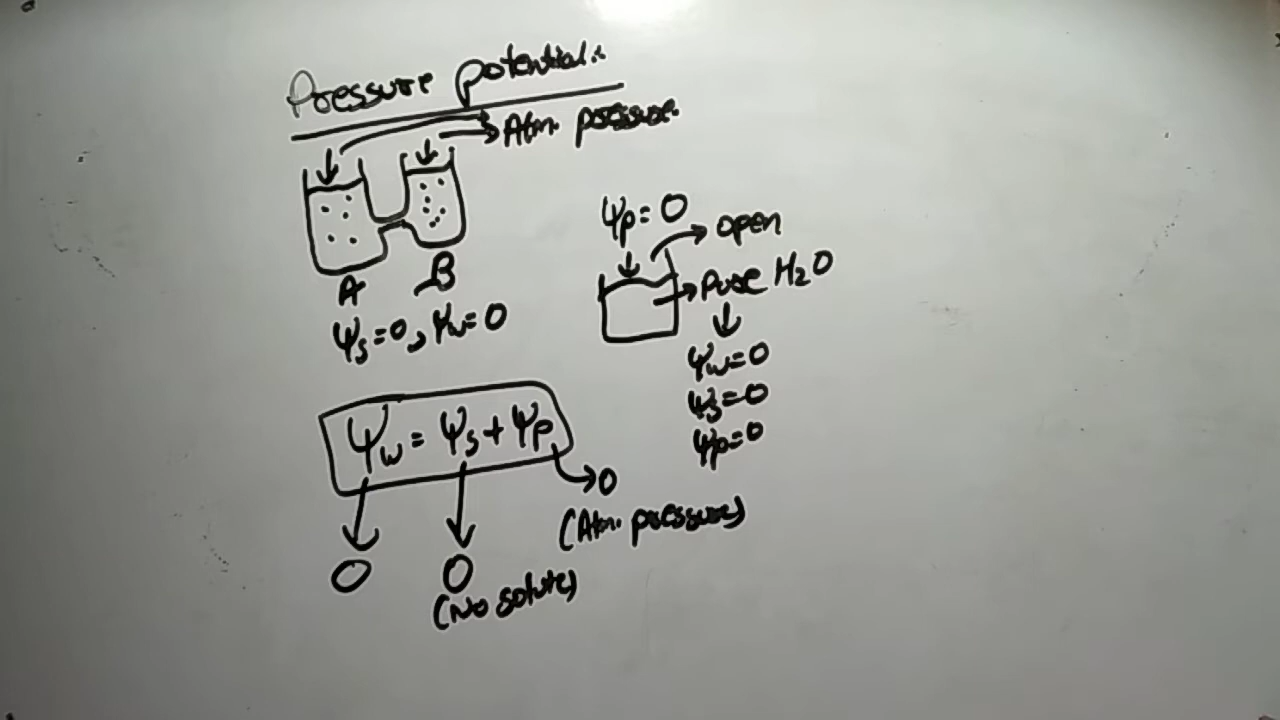 Pressure potential:
Atm. pressure.
A B
Ψs=0, Ψw=0
Ψp=0
open
Pure H2O
Ψw=0
Ψs=0
Ψp=0
Ψw = Ψs + Ψp
0
(Atm. pressure)
0 0
(No solute)